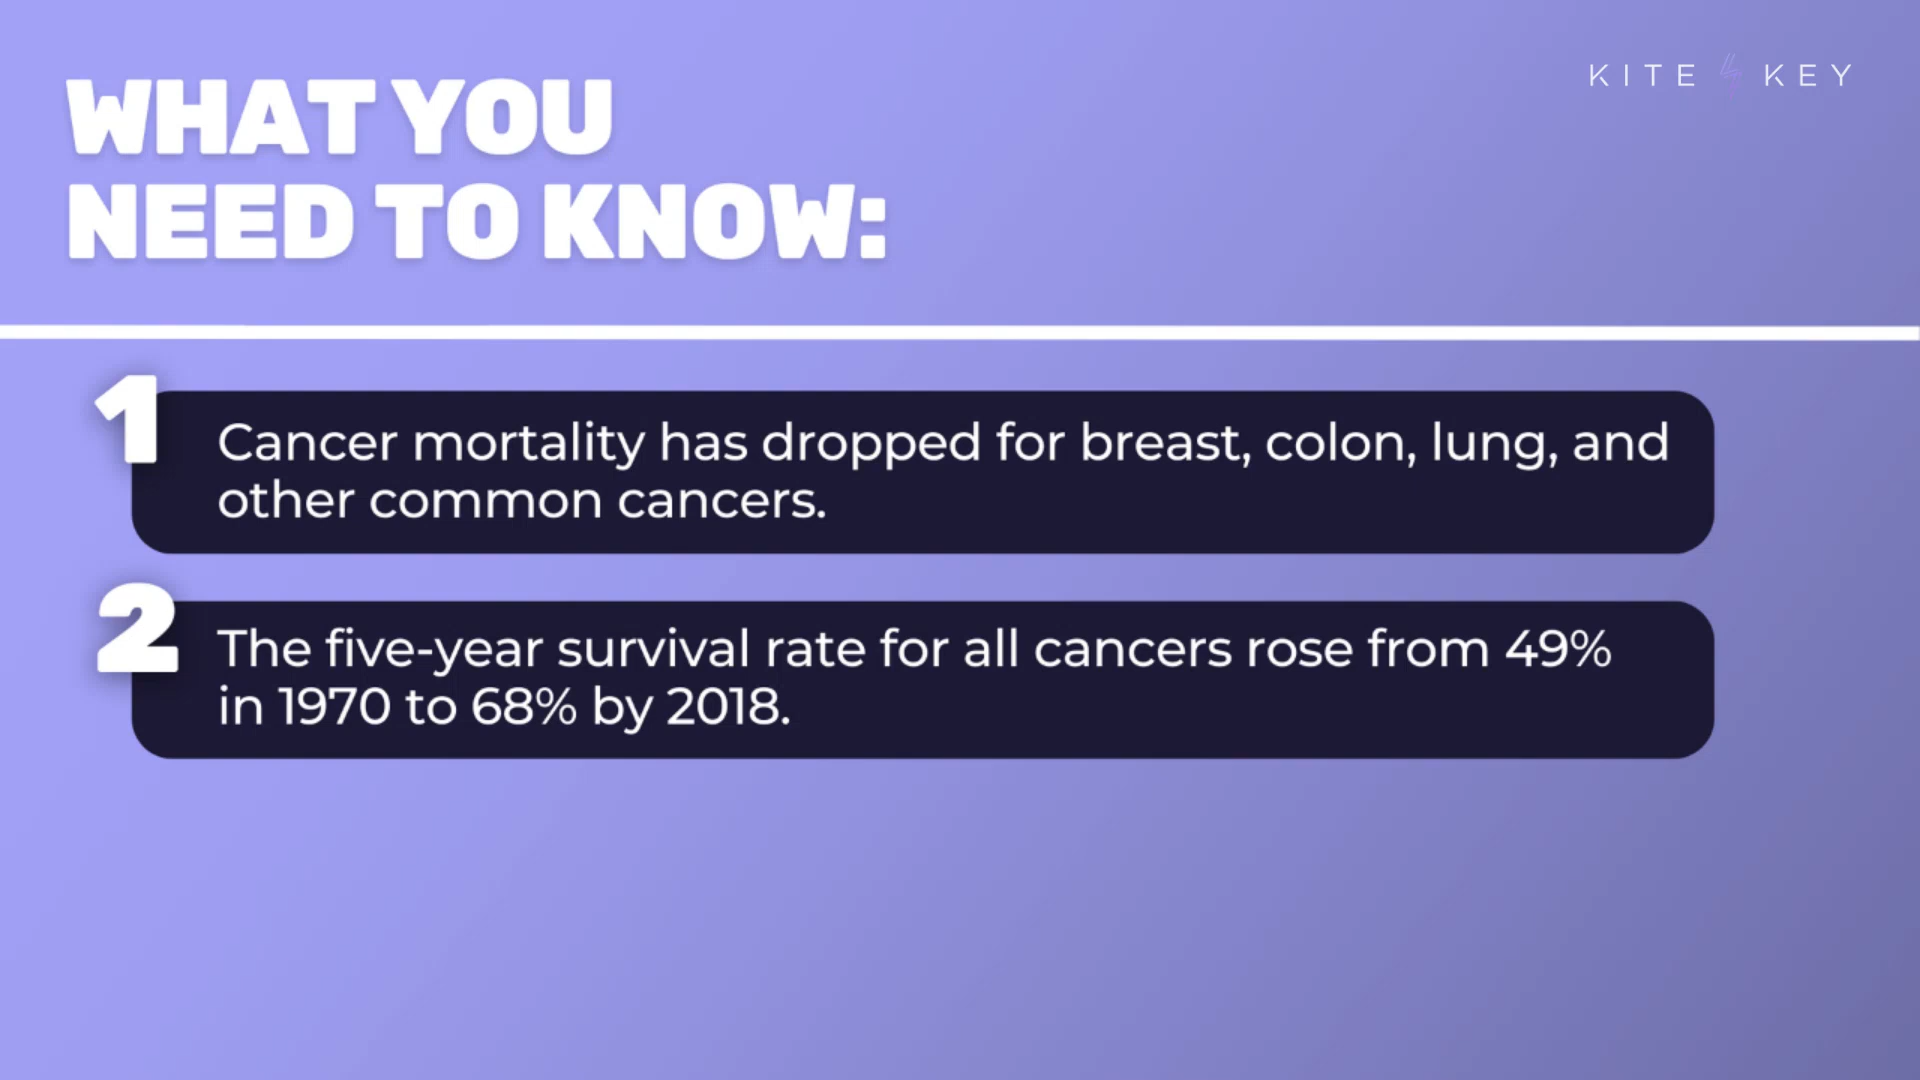 KITE KEY
WHAT YOU
NEED TO KNOW:
1
Cancer mortality has dropped for breast, colon, lung, and
other common cancers.
2
The five-year survival rate for all cancers rose from 49%
in 1970 to 68% by 2018.